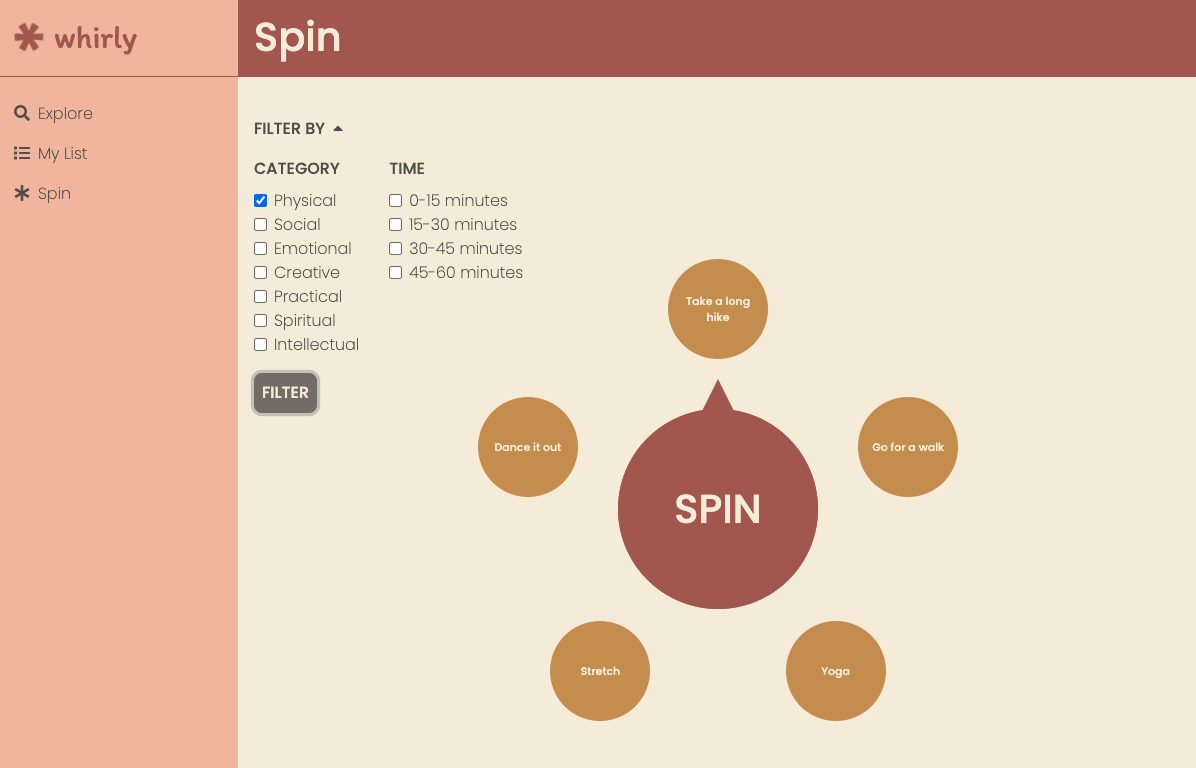 whirly
Spin
Explore
My List
Spin
FILTER BY
CATEGORY
Physical
Social
Emotional
Creative
Practical
Spiritual
Intellectual
TIME
0-15 minutes
15-30 minutes
30-45 minutes
45-60 minutes
FILTER
Take a long
hike
Dance it out
Go for a walk
SPIN
Stretch
Yoga